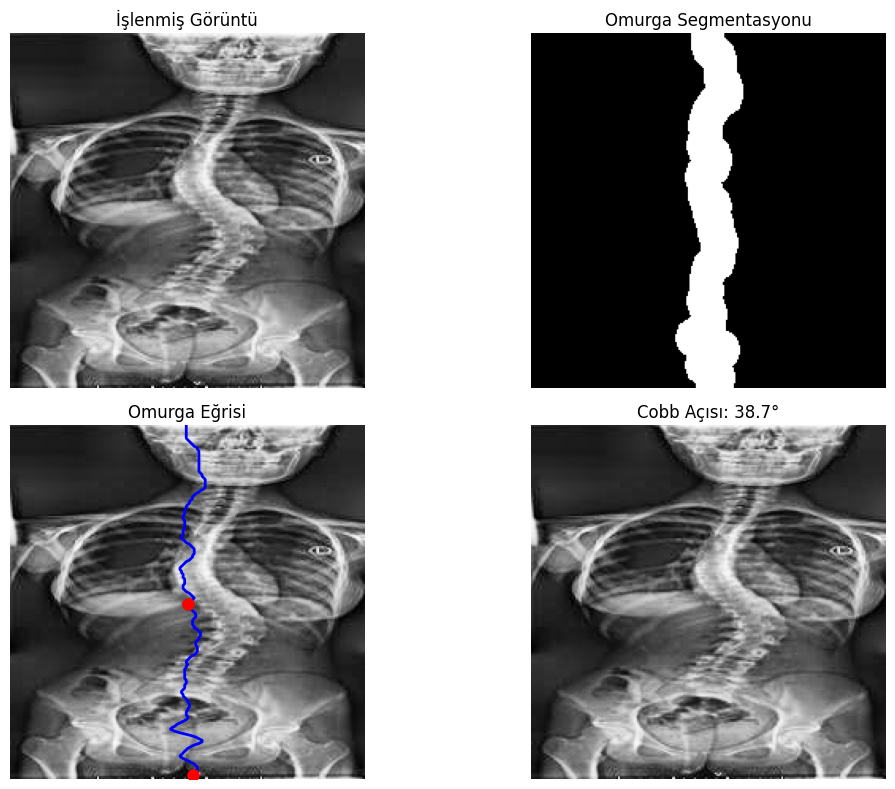 İşlenmiş Görüntü
Omurga Segmentasyonu
Omurga Eğrisi
Cobb Açısı: 38.7°